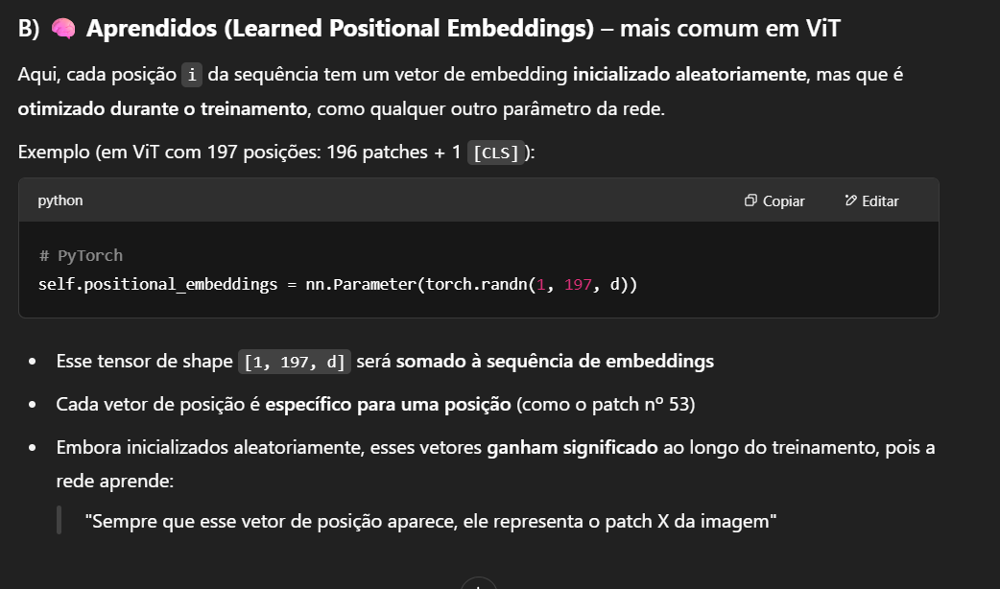 B) 🧠 Aprendidos (Learned Positional Embeddings) – mais comum em ViT
Aqui, cada posição i da sequência tem um vetor de embedding inicializado aleatoriamente, mas que é
otimizado durante o treinamento, como qualquer outro parâmetro da rede.
Exemplo (em ViT com 197 posições: 196 patches + 1 [CLS]):
python Copiar Editar
# PyTorch
self.positional_embeddings = nn.Parameter(torch.randn(1, 197, d))
• Esse tensor de shape [1, 197, d] será somado à sequência de embeddings
• Cada vetor de posição é específico para uma posição (como o patch nº 53)
• Embora inicializados aleatoriamente, esses vetores ganham significado ao longo do treinamento, pois a
rede aprende:
"Sempre que esse vetor de posição aparece, ele representa o patch X da imagem"